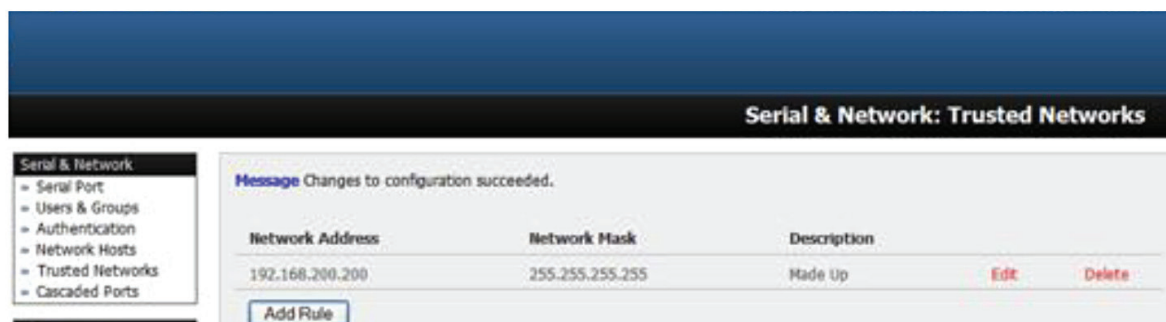 Serial & Network: Trusted Networks
Serial & Network
Serial Port
Users & Groups
Authentication
Network Hosts
Trusted Networks
Cascaded Ports
Message Changes to configuration succeeded.
Network Address Network Mask Description
192.168.200.200 255.255.255.255 Made Up Edit Delete
Add Rule